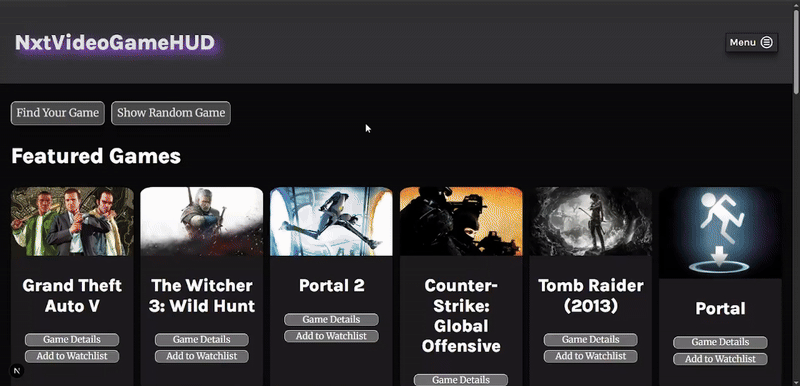 NxtVideoGameHUD
Menu
Find Your Game
Show Random Game
Featured Games
Grand Theft
Auto V
Game Details
Add to Watchlist
The Witcher
3: Wild Hunt
Game Details
Add to Watchlist
Portal 2
Game Details
Add to Watchlist
Counter-
Strike:
Global
Offensive
Game Details
Tomb Raider
(2013)
Game Details
Add to Watchlist
Portal
Game Details
Add to Watchlist
N